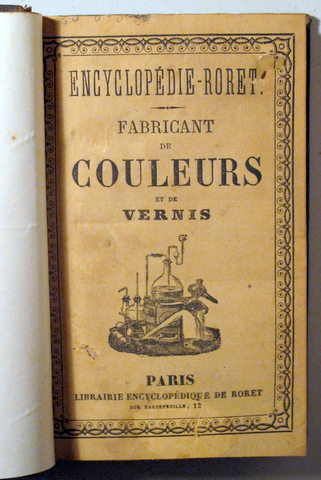 ENCYCLOPÉDIE-RORET.
FABRICANT
DE
COULEURS
ET DE
VERNIS
PARIS
LIBRAIRIE ENCYCLOPÉDIQUE DE RORET
RUE HAUTEFEUILLE, 12